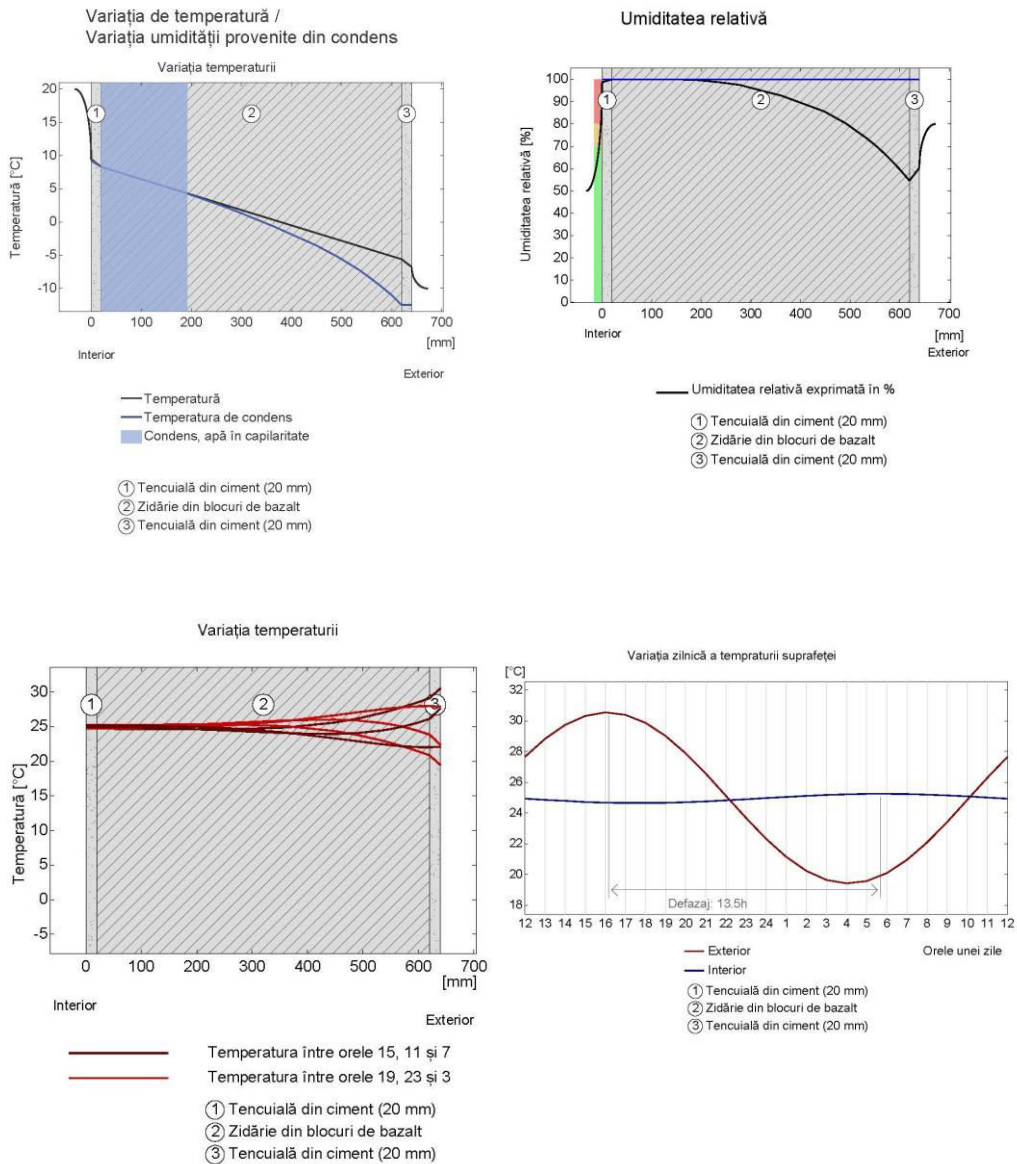 Variația de temperatură /
Variația umidității provenite din condens
Variația temperaturii
Temperatură [°C]
20
15
10
5
0
-5
-10
1
2
3
0 100 200 300 400 500 600 700
[mm]
Interior
Exterior
Temperatură
Temperatura de condens
Condens, apă în capilaritate
1 Tencuială din ciment (20 mm)
2 Zidărie din blocuri de bazalt
3 Tencuială din ciment (20 mm)
Umiditatea relativă
Umiditatea relativă [%]
100
90
80
70
60
50
40
30
20
10
0
1
2
3
0 100 200 300 400 500 600 700
[mm]
Interior
Exterior
Umiditatea relativă exprimată în %
1 Tencuială din ciment (20 mm)
2 Zidărie din blocuri de bazalt
3 Tencuială din ciment (20 mm)
Variația temperaturii
Temperatură [°C]
30
25
20
15
10
5
0
-5
1
2
3
0 100 200 300 400 500 600 700
[mm]
Interior
Exterior
Temperatura între orele 15, 11 și 7
Temperatura între orele 19, 23 și 3
1 Tencuială din ciment (20 mm)
2 Zidărie din blocuri de bazalt
3 Tencuială din ciment (20 mm)
Variația zilnică a tempraturii suprafeței
[°C]
32
30
28
26
24
22
20
18
Defazaj: 13.5h
12 13 14 15 16 17 18 19 20 21 22 23 24 1 2 3 4 5 6 7 8 9 10 11 12
Exterior
Orele unei zile
Interior
1 Tencuială din ciment (20 mm)
2 Zidărie din blocuri de bazalt
3 Tencuială din ciment (20 mm)